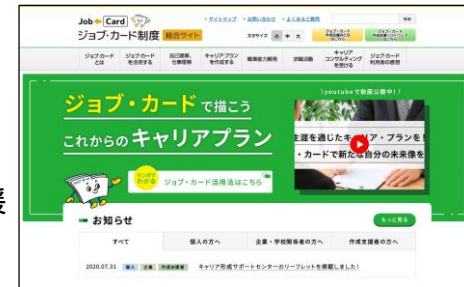 Job Card
ジョブ・カード制度 総合サイト
サイトマップ お問い合わせ よくあるご質問
文字サイズ 小 中 大
ジョブ・カードとは
ジョブ・カードを活用する
自己理解、仕事理解
キャリア・プランを作成する
職業能力開発
求職活動
キャリアコンサルティングを受ける
ジョブ・カード利用者の感想
ジョブ・カードで描こう
これからのキャリアプラン
\youtubeで動画公開中!/
生涯を通じたキャリア・プランを
・カードで新たな自分の未来像を
マンガでわかる ジョブ・カード活用法はこちら
援
お知らせ
もっと見る
すべて 個人の方へ 企業・学校関係者の方へ 作成支援者の方へ
2020.07.31 個人 企業 作成支援者 キャリア形成サポートセンターのリーフレットを掲載しました!